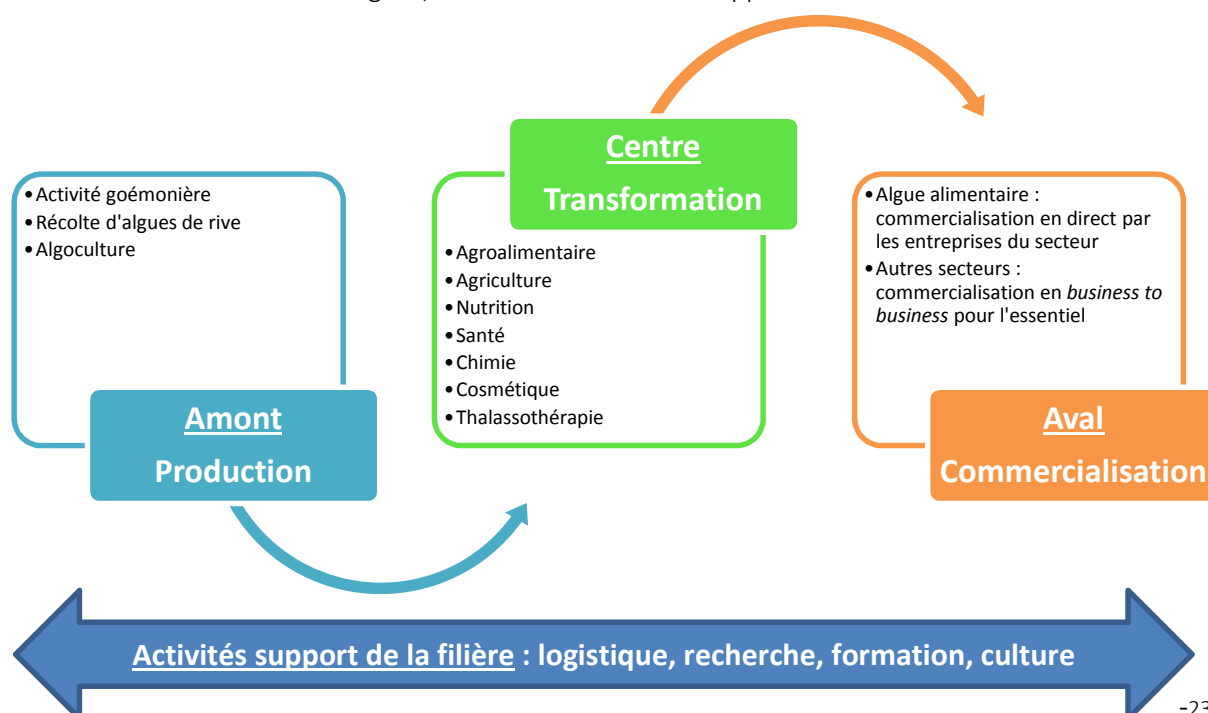 • Activité goémonière
• Récolte d'algues de rive
• Algoculture
Amont
Production
Centre
Transformation
• Agroalimentaire
• Agriculture
• Nutrition
• Santé
• Chimie
• Cosmétique
• Thalassothérapie
• Algue alimentaire :
commercialisation en direct par
les entreprises du secteur
• Autres secteurs :
commercialisation en business to
business pour l'essentiel
Aval
Commercialisation
Activités support de la filière : logistique, recherche, formation, culture
-23